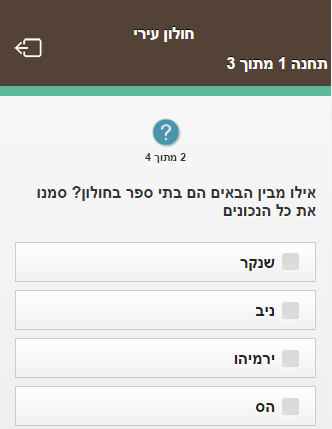 חולון עירי
תחנה 1 מתוך 3
?
2 מתוך 4
אילו מבין הבאים הם בתי ספר בחולון? סמנו
את כל הנכונים
שנקר
ניב
ירמיהו
הס